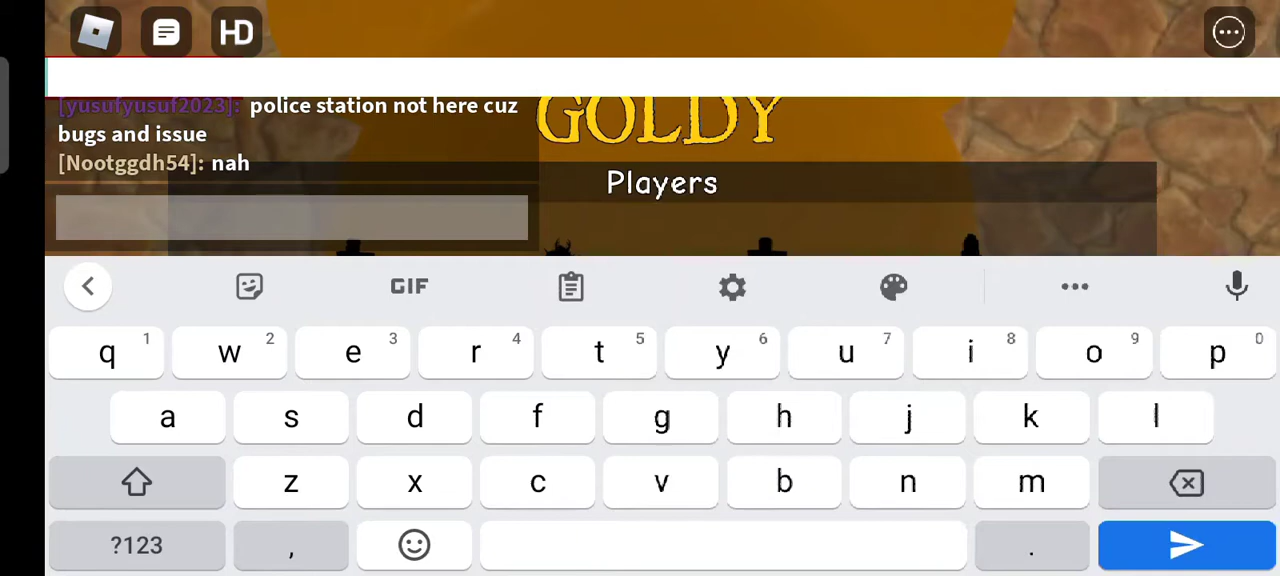 HD
[yusufyusuf2023]: police station not here cuz
bugs and issue
[Nootggdh54]: nah
GOLDY
Players
GIF
q 1 w 2 e 3 r 4 t 5 y 6 u 7 i 8 o 9 p 0
a s d f g h j k l
z x c v b n m
?123 , .